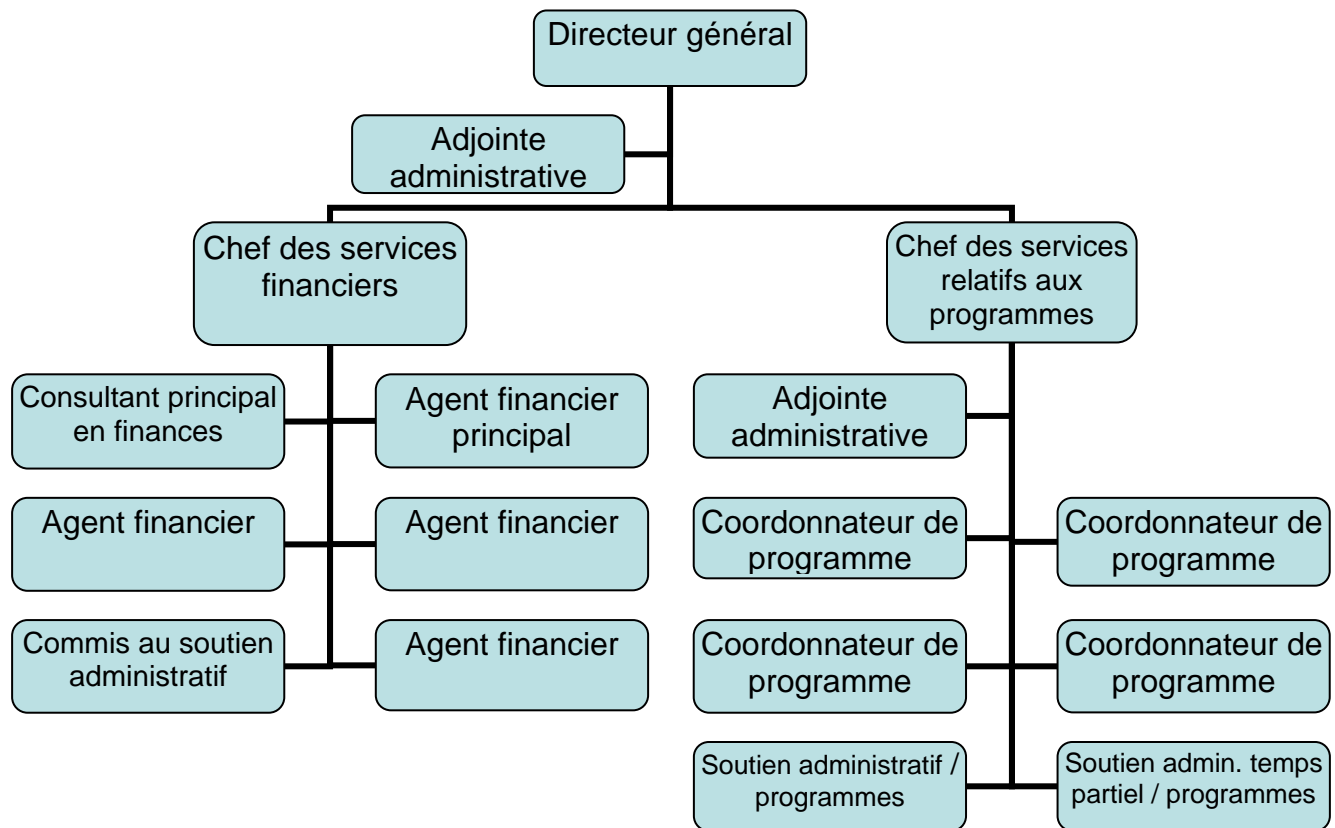 Directeur général
Adjointe
administrative
Chef des services
financiers
Chef des services
relatifs aux
programmes
Consultant principal
en finances
Agent financier
principal
Adjointe
administrative
Agent financier
Agent financier
Coordonnateur de
programme
Coordonnateur de
programme
Commis au soutien
administratif
Agent financier
Coordonnateur de
programme
Coordonnateur de
programme
Soutien administratif /
programmes
Soutien admin. temps
partiel / programmes